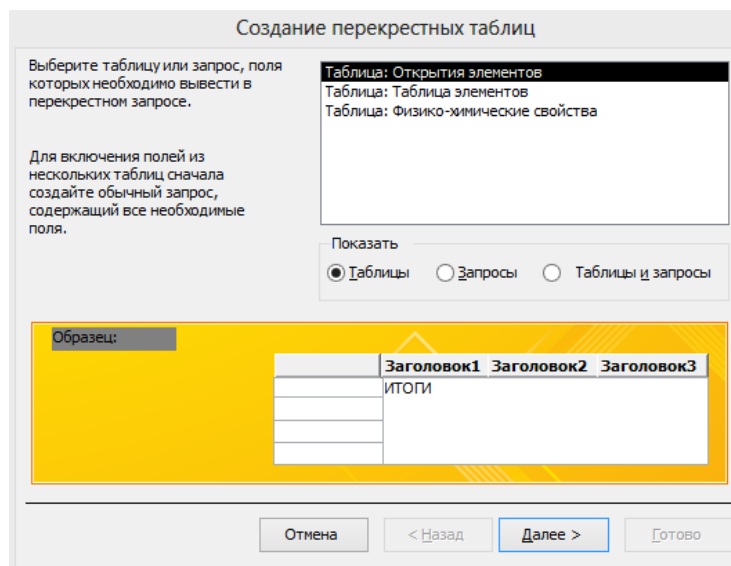 Создание перекрестных таблиц
Выберите таблицу или запрос, поля
которых необходимо вывести в
перекрестном запросе.
Для включения полей из
нескольких таблиц сначала
создайте обычный запрос,
содержащий все необходимые
поля.
Таблица: Открытия элементов
Таблица: Таблица элементов
Таблица: Физико-химические свойства
Показать
Таблицы Запросы Таблицы и запросы
Образец:
Заголовок1 Заголовок2 Заголовок3
ИТОГИ
Отмена < Назад Далее > Готово